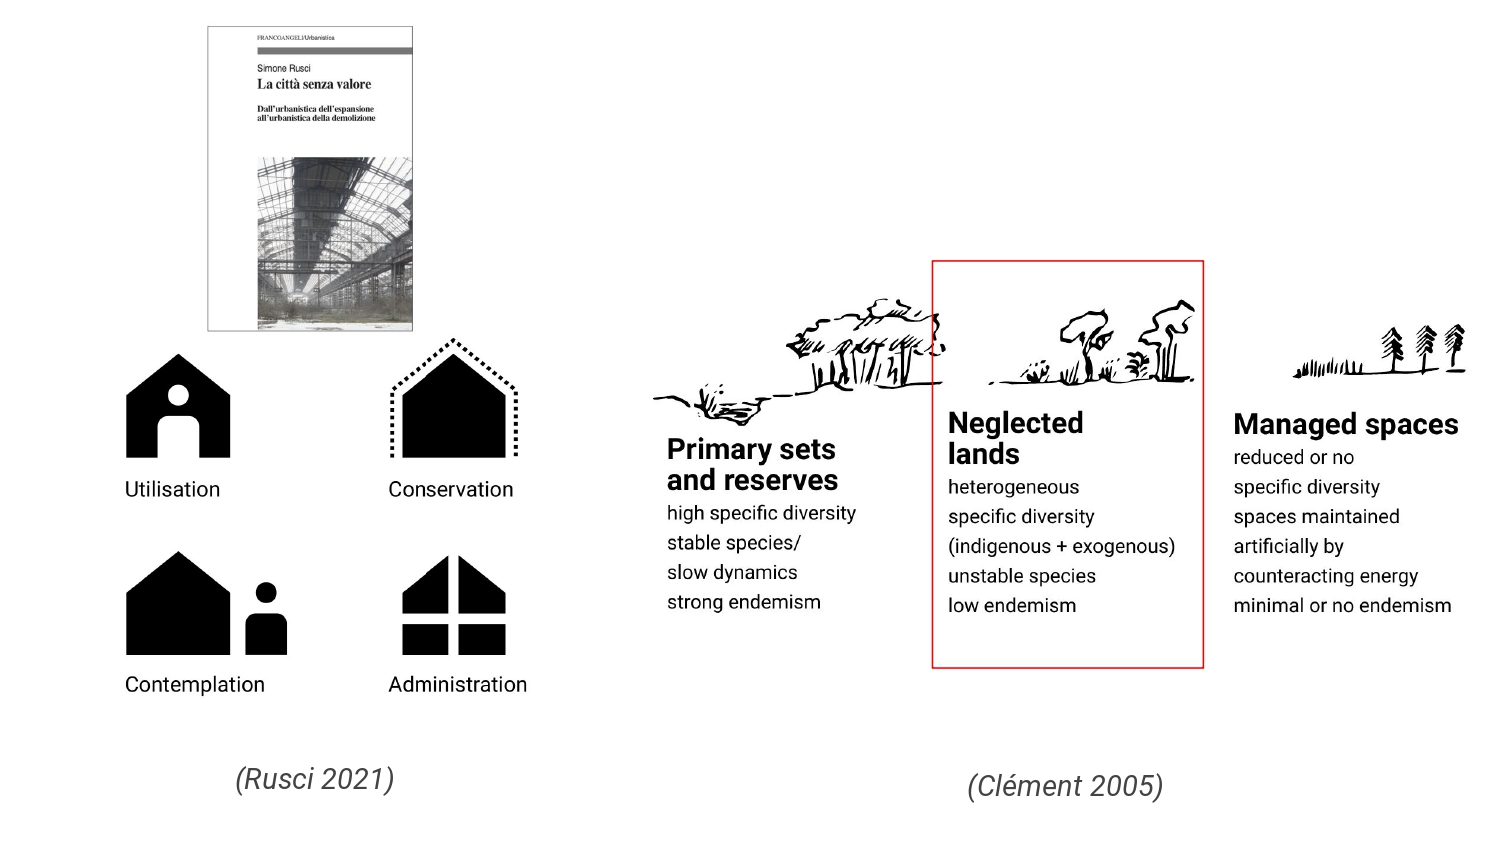 FRANCOANGELI/Urbanistica
Simone Rusci
La città senza valore
Dall'urbanistica dell'espansione
all'urbanistica della demolizione
Utilisation
Conservation
Contemplation
Administration
(Rusci 2021)
Primary sets
and reserves
high specific diversity
stable species/
slow dynamics
strong endemism
Neglected
lands
heterogeneous
specific diversity
(indigenous + exogenous)
unstable species
low endemism
Managed spaces
reduced or no
specific diversity
spaces maintained
artificially by
counteracting energy
minimal or no endemism
(Clément 2005)